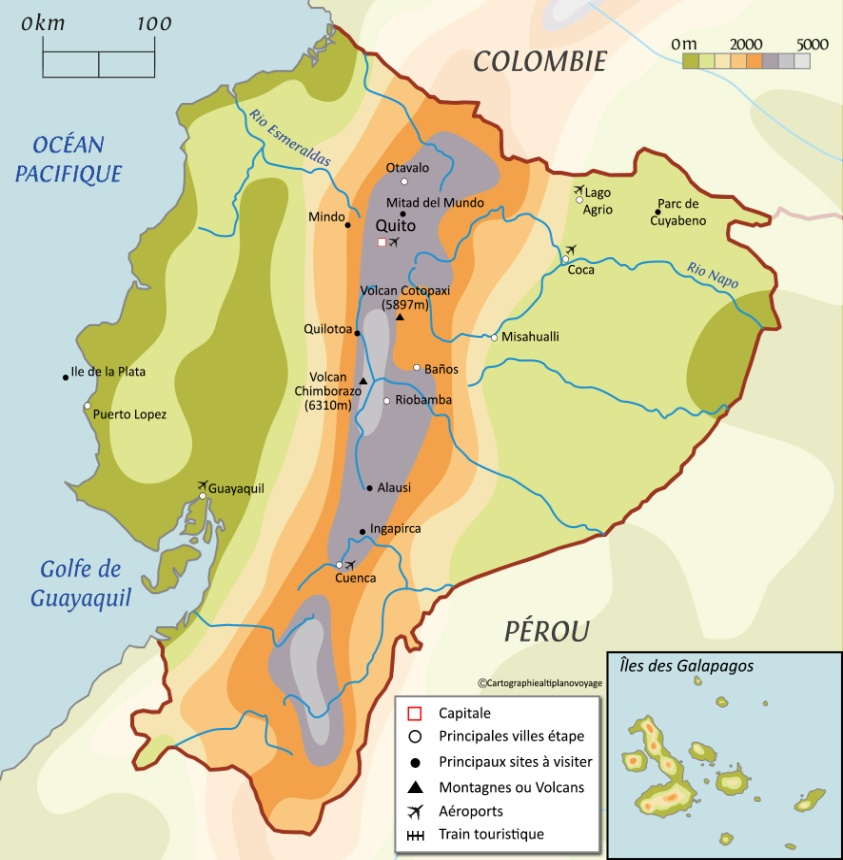 0 km 100
COLOMBIE
0 m 2000 5000
OCÉAN
PACIFIQUE
Rio Esmeraldas
Otavalo
Mitad del Mundo
Mindo
Quito
Lago
Agrio
Parc de
Cuyabeno
Coca
Rio Napo
Volcan Cotopaxi
(5897m)
Quilotoa
Misahualli
Ile de la Plata
Baños
Volcan
Chimborazo
(6310m)
Riobamba
Puerto Lopez
Guayaquil
Alausi
Ingapirca
Golfe de
Guayaquil
Cuenca
PÉROU
©Cartographiealtiplanovoyage
Îles des Galapagos
Capitale
Principales villes étape
Principaux sites à visiter
Montagnes ou Volcans
Aéroports
Train touristique